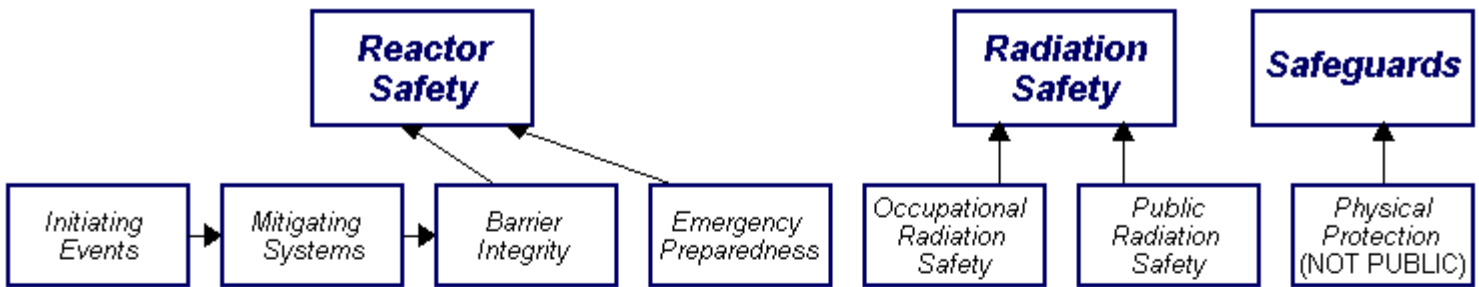 Reactor
Safety
Radiation
Safety
Safeguards
Initiating
Events
Mitigating
Systems
Barrier
Integrity
Emergency
Preparedness
Occupational
Radiation
Safety
Public
Radiation
Safety
Physical
Protection
(NOT PUBLIC)